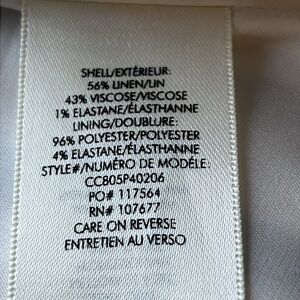 SHELL/EXTÉRIEUR:
56% LINEN/LIN
43% VISCOSE/VISCOSE
1% ELASTANE/ÉLASTHANNE
LINING/DOUBLURE:
96% POLYESTER/POLYESTER
4% ELASTANE/ÉLASTHANNE
STYLE#/NUMÉRO DE MODÈLE:
CC805P40206
PO# 117564
RN# 107677
CARE ON REVERSE
ENTRETIEN AU VERSO